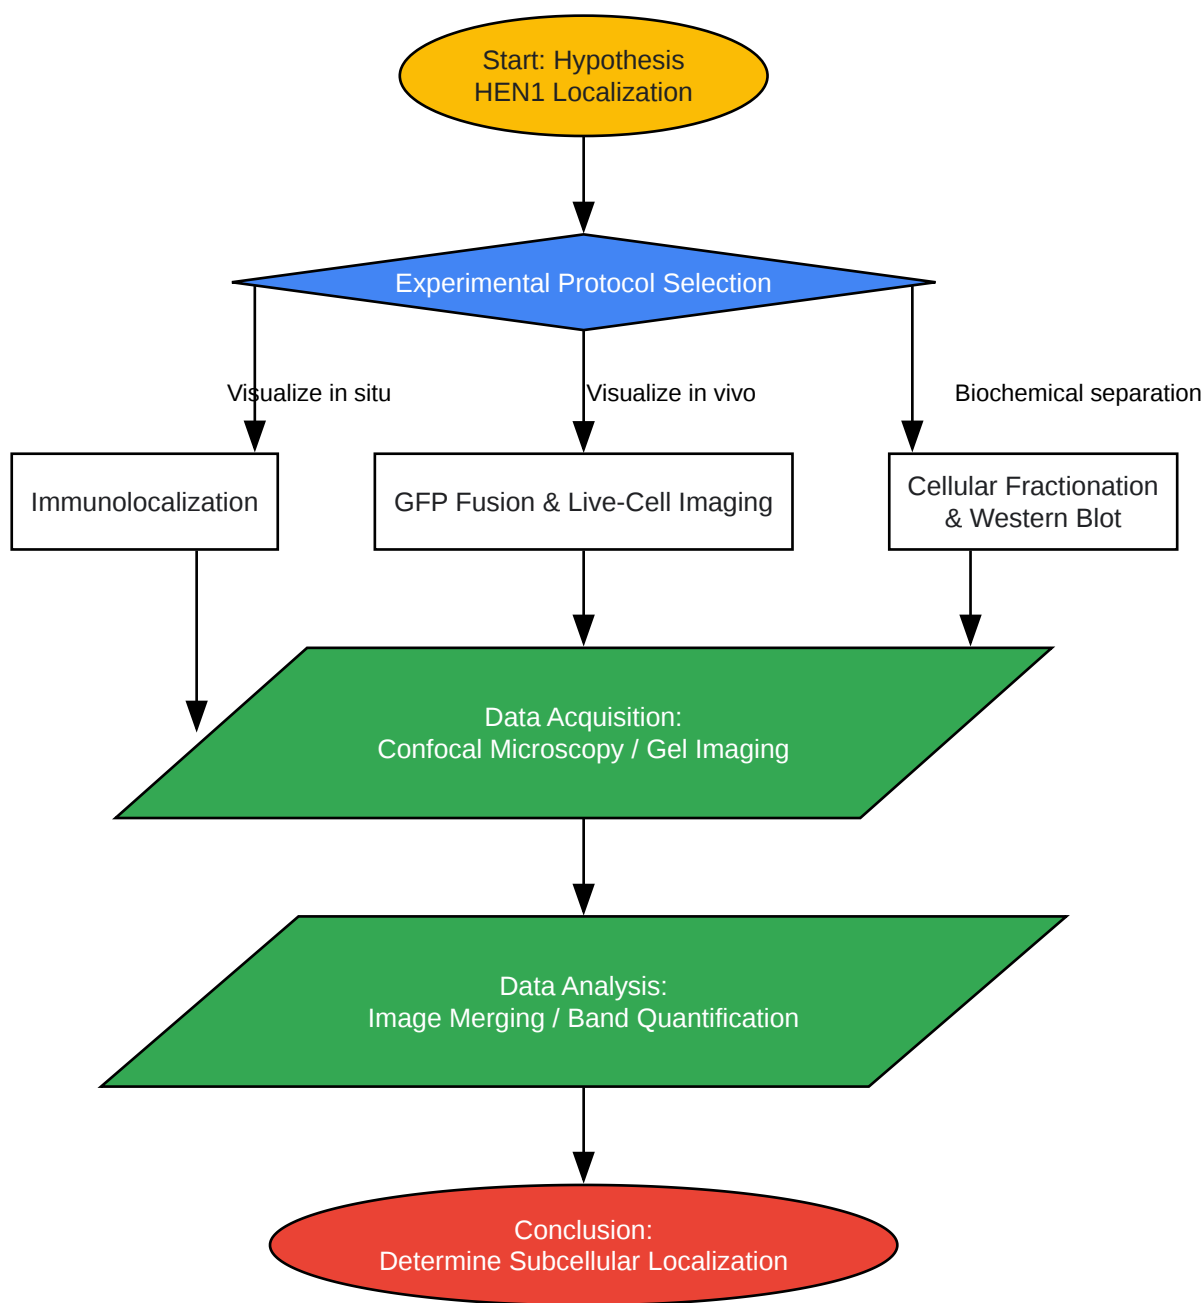 Start: Hypothesis
HEN1 Localization
Experimental Protocol Selection
Visualize in situ
Visualize in vivo
Biochemical separation
Immunolocalization
GFP Fusion & Live-Cell Imaging
Cellular Fractionation
& Western Blot
Data Acquisition:
Confocal Microscopy / Gel Imaging
Data Analysis:
Image Merging / Band Quantification
Conclusion:
Determine Subcellular Localization